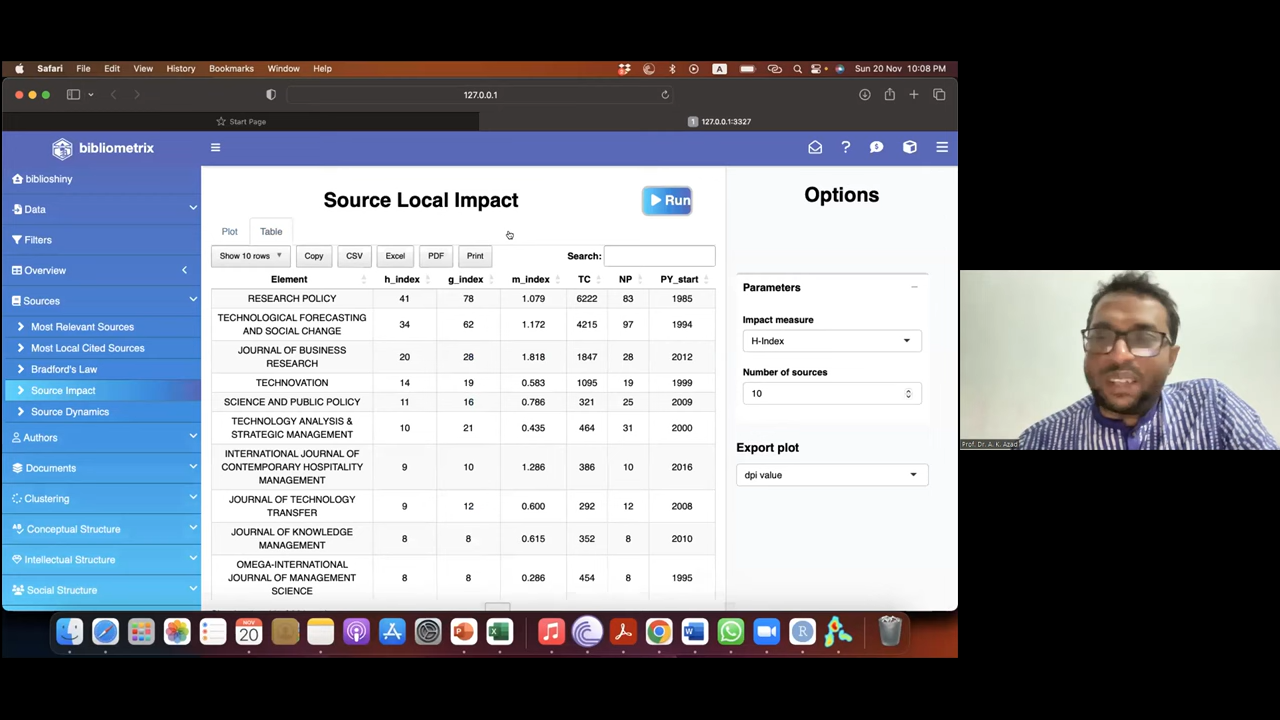 Safari File Edit View History Bookmarks Window Help A Sun 20 Nov 10:08 PM
127.0.0.1
Start Page 1 127.0.0.1:3327
bibliometrix
biblioshiny
Data
Filters
Overview
Sources
Most Relevant Sources
Most Local Cited Sources
Bradford's Law
Source Impact
Source Dynamics
Authors
Documents
Clustering
Conceptual Structure
Intellectual Structure
Social Structure
Source Local Impact
Run
Plot Table
Show 10 rows Copy CSV Excel PDF Print Search:
Element h_index g_index m_index TC NP PY_start
RESEARCH POLICY 41 78 1.079 6222 83 1985
TECHNOLOGICAL FORECASTING
AND SOCIAL CHANGE 34 62 1.172 4215 97 1994
JOURNAL OF BUSINESS
RESEARCH 20 28 1.818 1847 28 2012
TECHNOVATION 14 19 0.583 1095 19 1999
SCIENCE AND PUBLIC POLICY 11 16 0.786 321 25 2009
TECHNOLOGY ANALYSIS &
STRATEGIC MANAGEMENT 10 21 0.435 464 31 2000
INTERNATIONAL JOURNAL OF
CONTEMPORARY HOSPITALITY
MANAGEMENT 9 10 1.286 386 10 2016
JOURNAL OF TECHNOLOGY
TRANSFER 9 12 0.600 292 12 2008
JOURNAL OF KNOWLEDGE
MANAGEMENT 8 8 0.615 352 8 2010
OMEGA-INTERNATIONAL
JOURNAL OF MANAGEMENT
SCIENCE 8 8 0.286 454 8 1995
Options
Parameters
Impact measure
H-Index
Number of sources
10
Export plot
dpi value
NOV
20
Prof. Dr. A. K. Azad